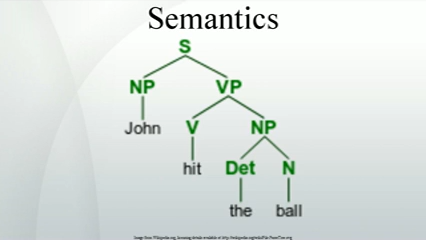 Semantics
S
NP VP
John V NP
hit Det N
the ball